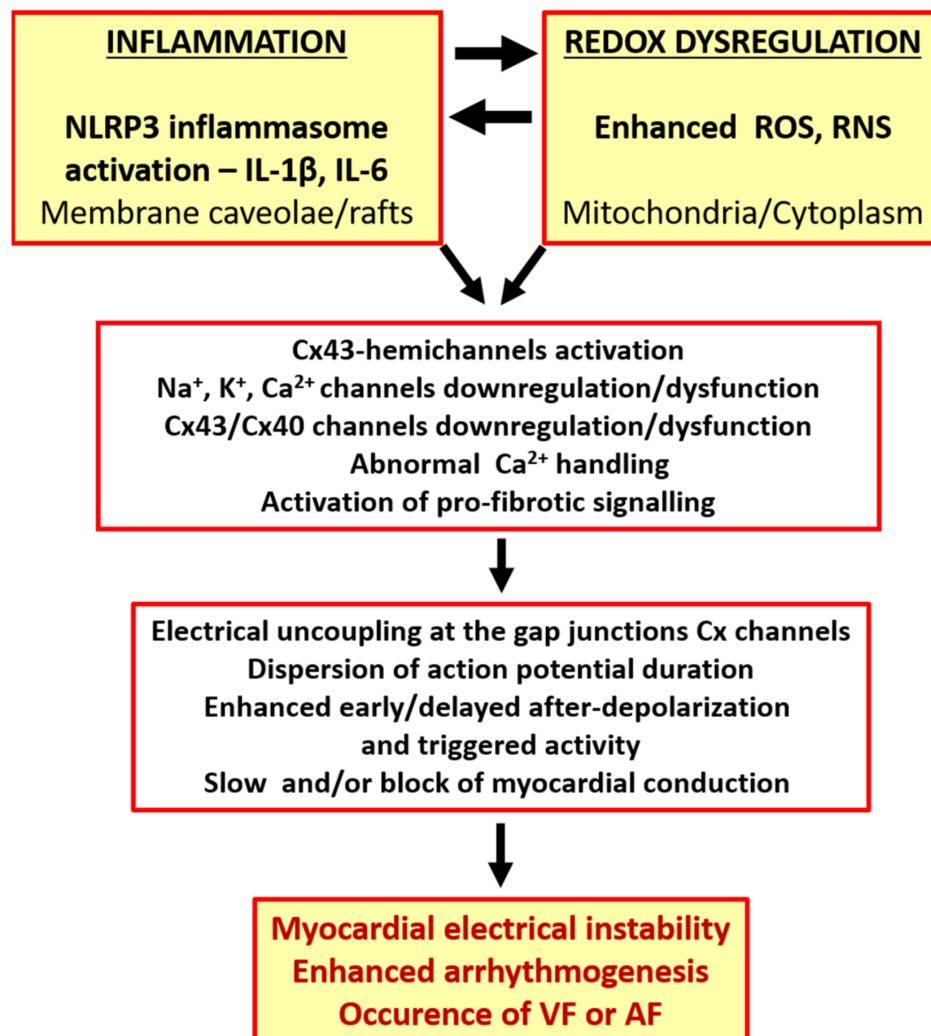 INFLAMMATION
NLRP3 inflammasome
activation – IL-1β, IL-6
Membrane caveolae/rafts
REDOX DYSREGULATION
Enhanced ROS, RNS
Mitochondria/Cytoplasm
Cx43-hemichannels activation
Na⁺, K⁺, Ca²⁺ channels downregulation/dysfunction
Cx43/Cx40 channels downregulation/dysfunction
Abnormal Ca²⁺ handling
Activation of pro-fibrotic signalling
Electrical uncoupling at the gap junctions Cx channels
Dispersion of action potential duration
Enhanced early/delayed after-depolarization
and triggered activity
Slow and/or block of myocardial conduction
Myocardial electrical instability
Enhanced arrhythmogenesis
Occurence of VF or AF